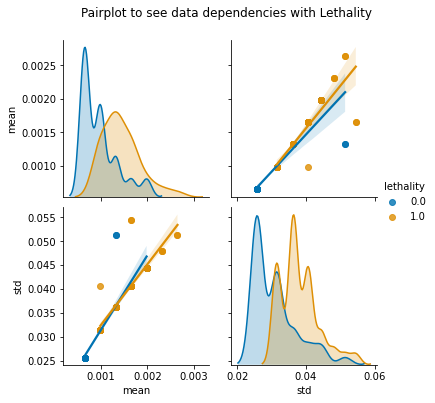 Pairplot to see data dependencies with Lethality
0.0025
0.0020
0.0015
0.0010
mean
lethality
0.0
1.0
0.055
0.050
0.045
0.040
0.035
0.030
0.025
std
0.001 0.002 0.003
mean
0.02 0.04 0.06
std